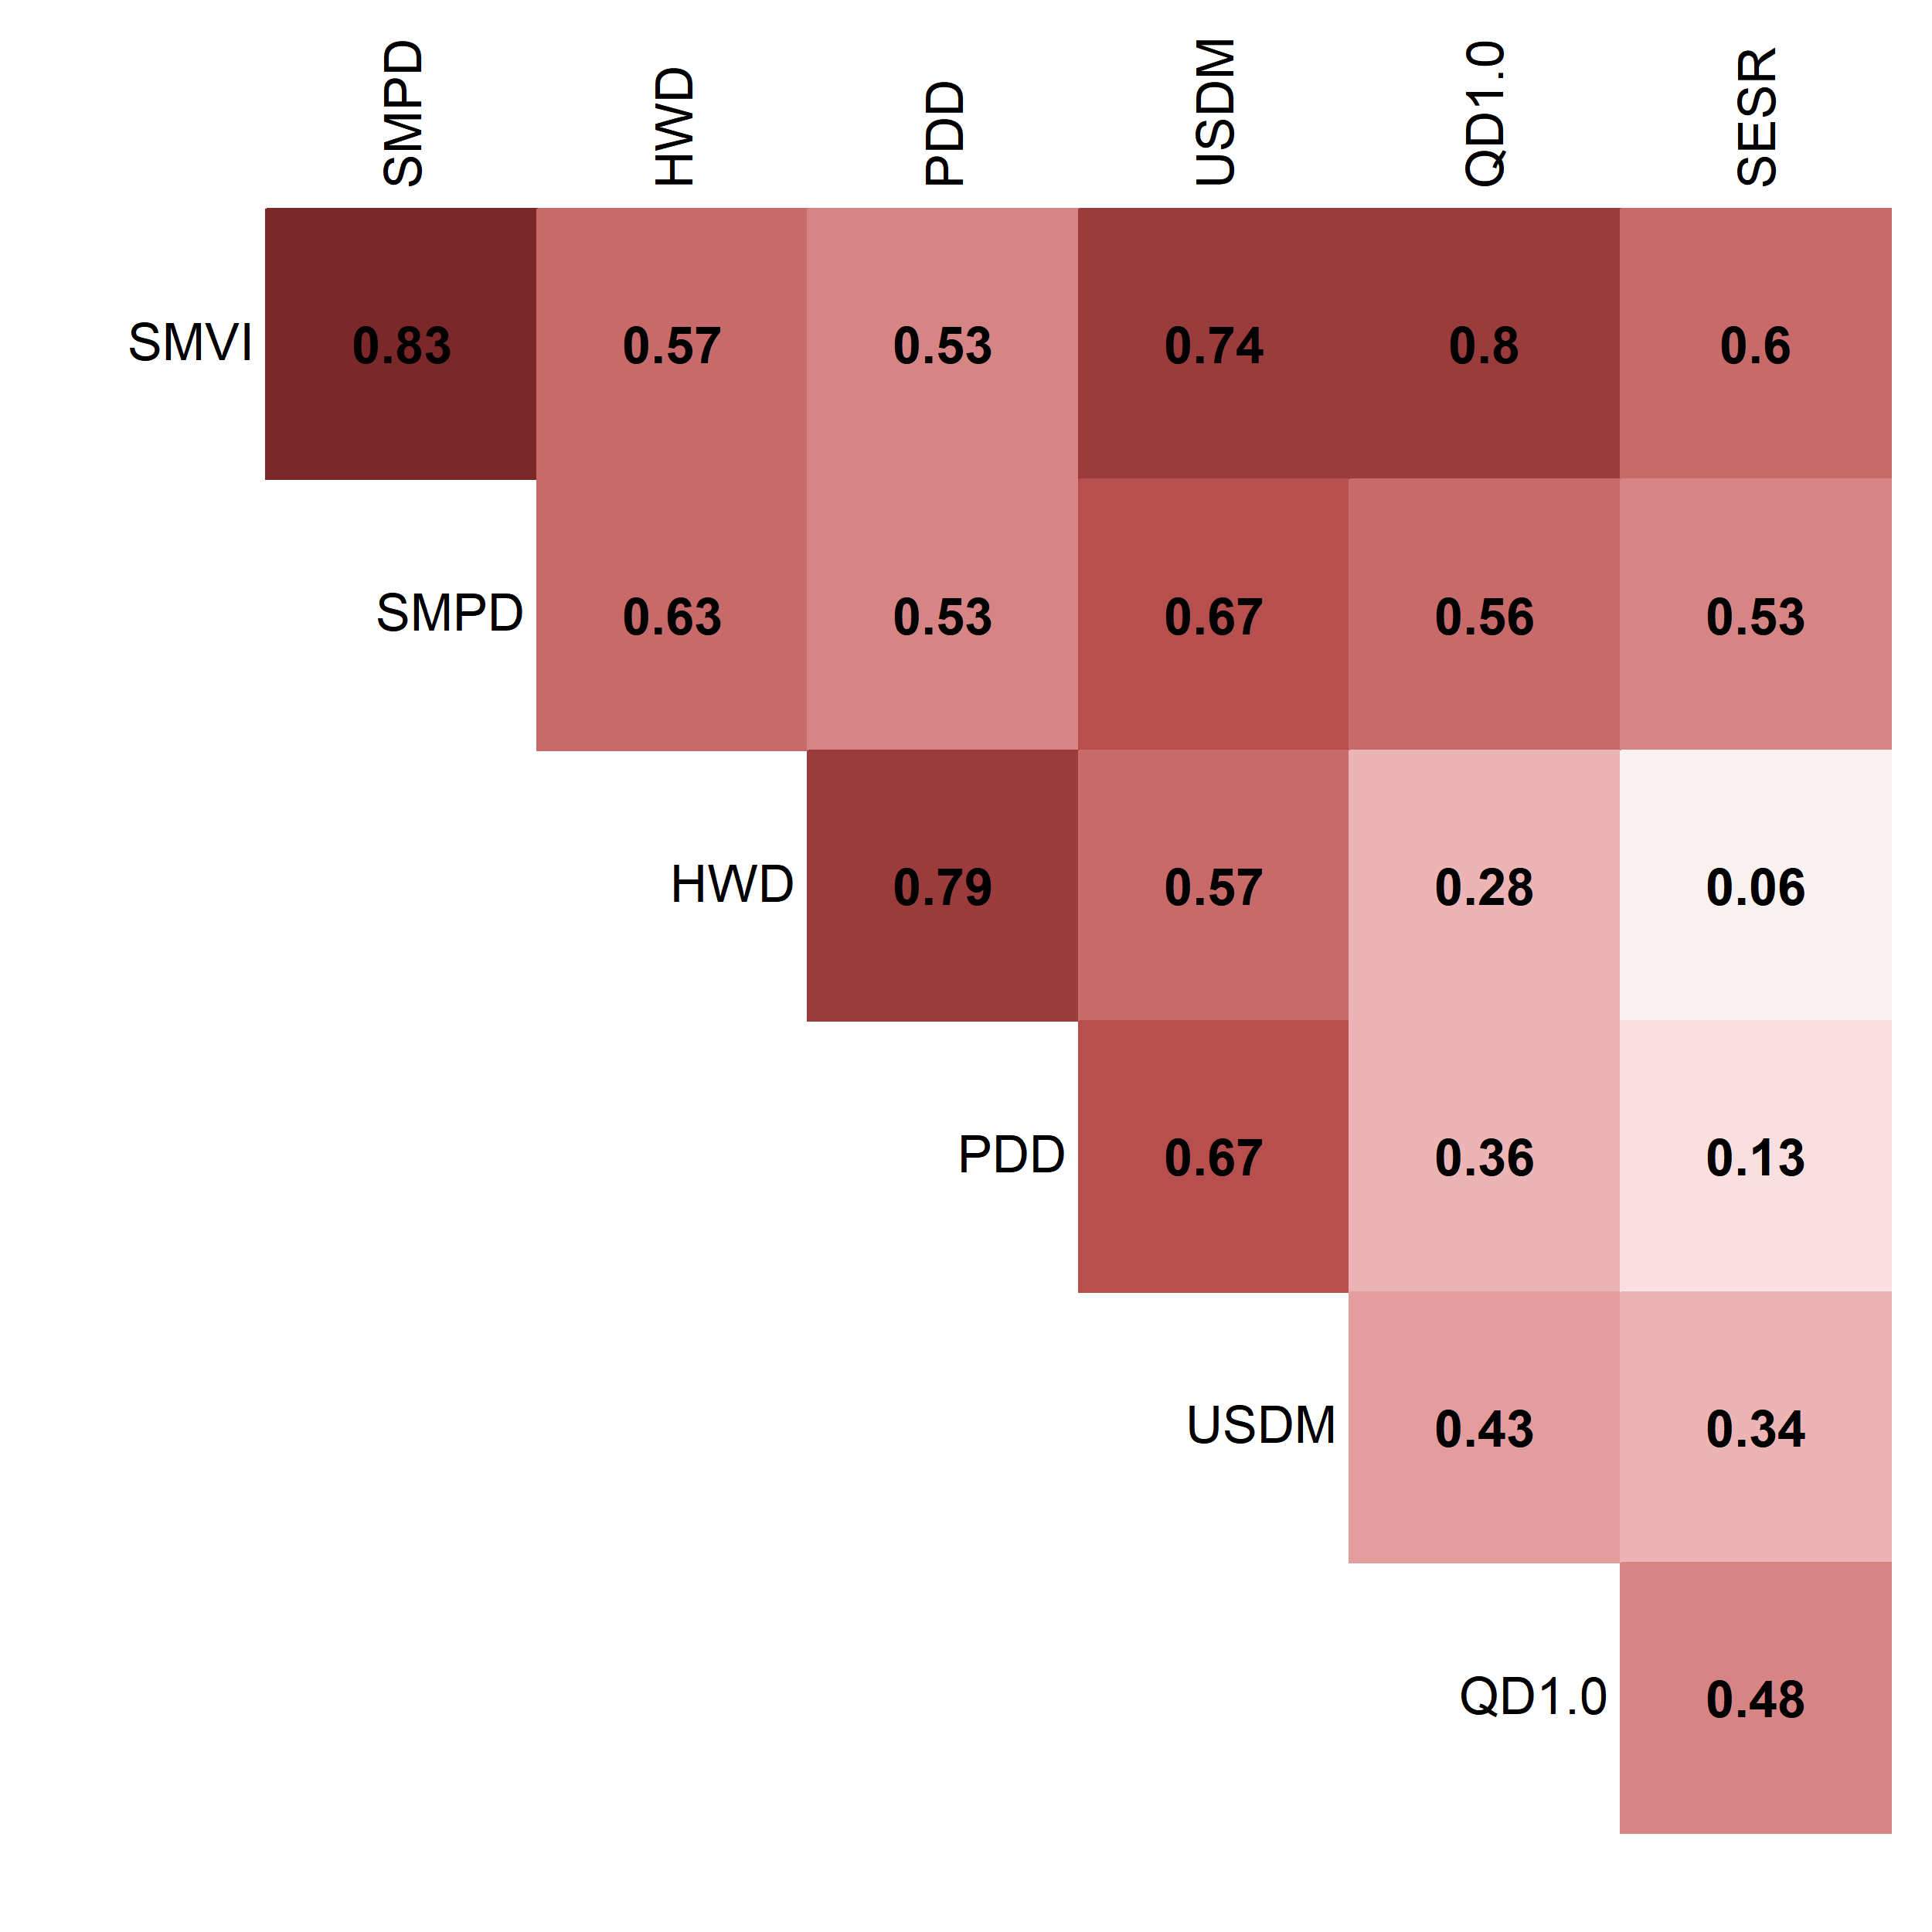 SMPD HWD PDD USDM QD1.0 SESR
SMVI 0.83 0.57 0.53 0.74 0.8 0.6
SMPD 0.63 0.53 0.67 0.56 0.53
HWD 0.79 0.57 0.28 0.06
PDD 0.67 0.36 0.13
USDM 0.43 0.34
QD1.0 0.48